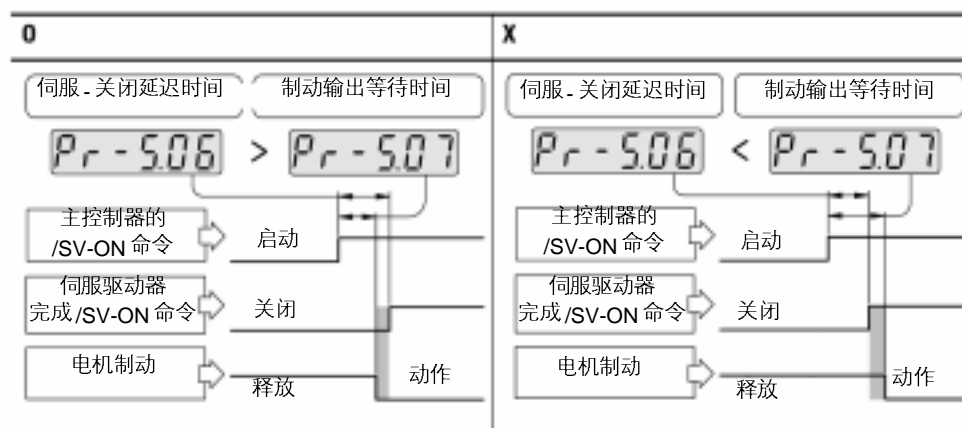 O
X
伺服-关闭延迟时间
制动输出等待时间
伺服-关闭延迟时间
制动输出等待时间
Pr-5.06 > Pr-5.07
Pr-5.06 < Pr-5.07
主控制器的
/SV-ON 命令
启动
主控制器的
/SV-ON 命令
启动
伺服驱动器
完成/SV-ON 命令
关闭
伺服驱动器
完成/SV-ON 命令
关闭
电机制动
释放
动作
电机制动
释放
动作